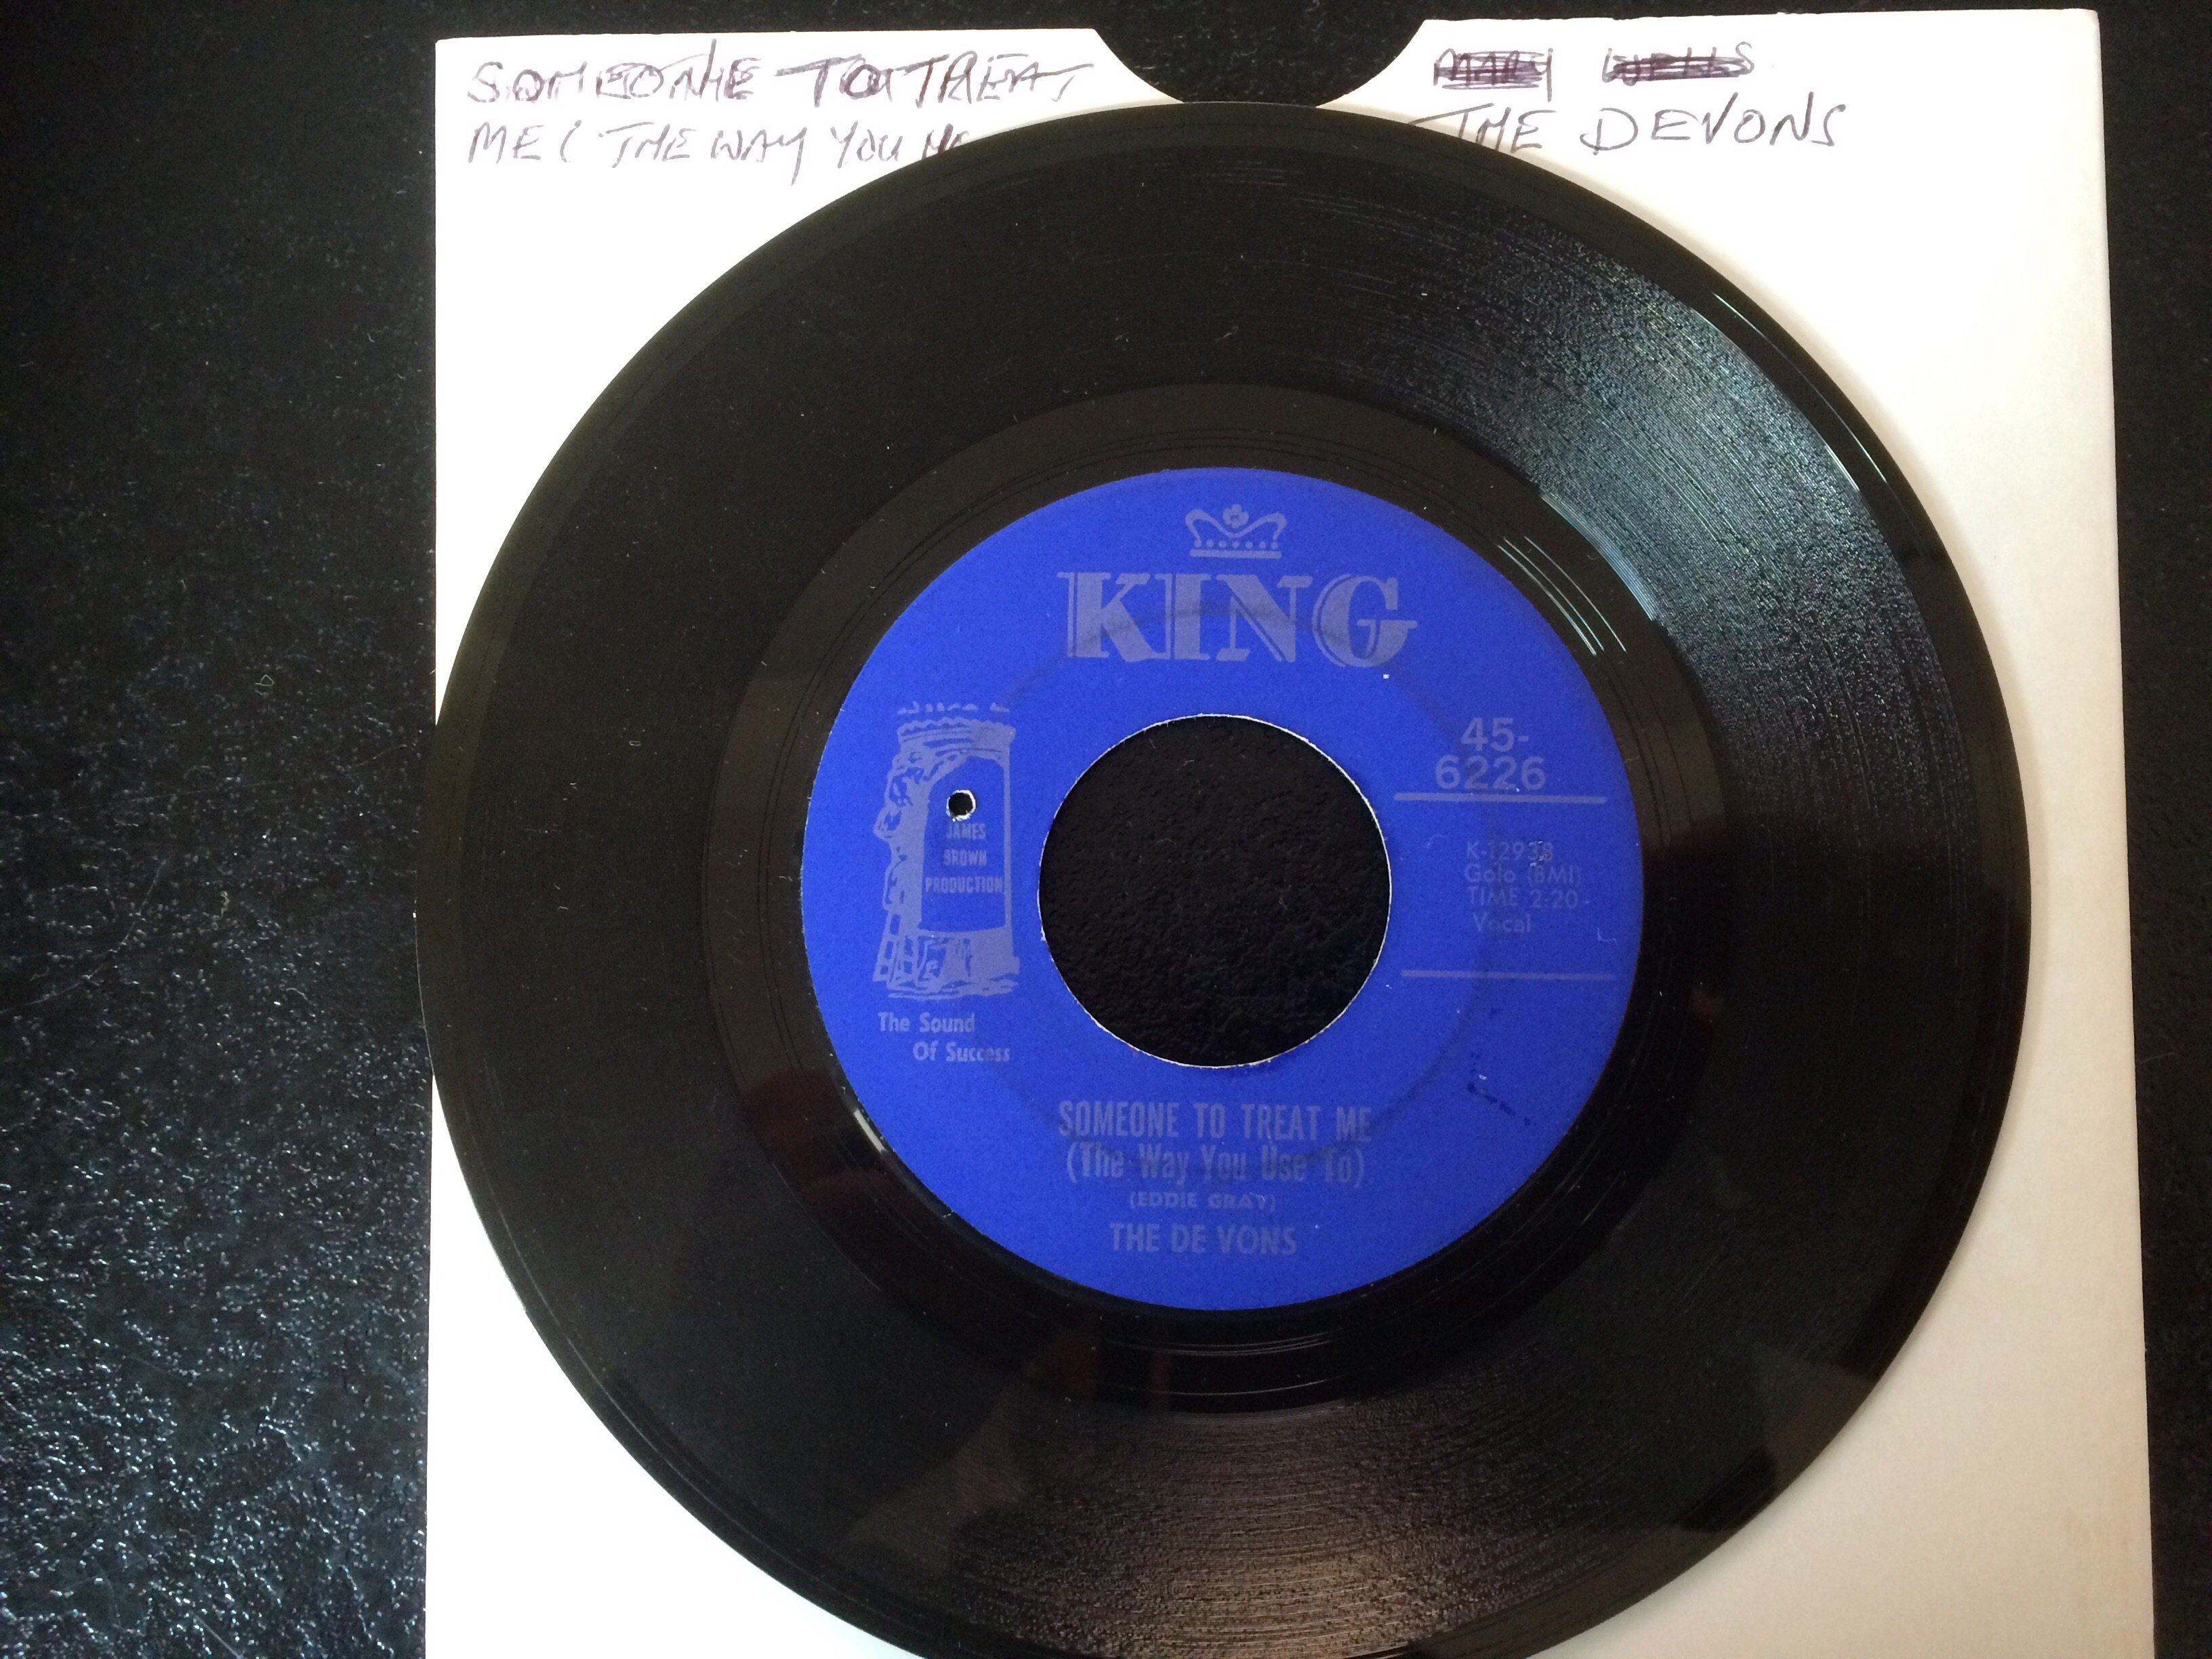 SOMEONE TO TREAT
ME ( THE WAY YOU
THE DEVONS
KING
45-
6226
K-12938
Golo (BMI)
TIME 2:20
Vocal
JAMES
BROWN
PRODUCTION
The Sound
Of Success
SOMEONE TO TREAT ME
(The Way You Use To)
(EDDIE GRAY)
THE DE VONS